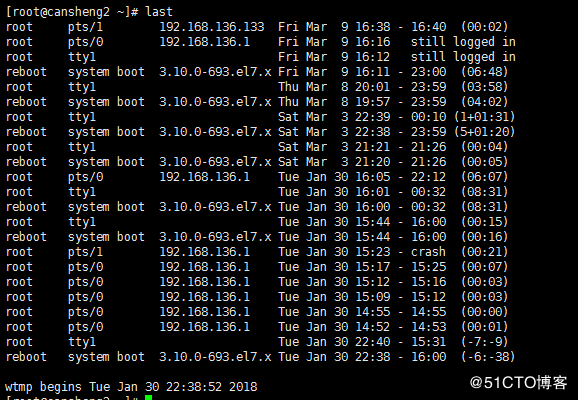 [root@cansheng2 ~]# last
root     pts/1        192.168.136.133  Fri Mar  9 16:38 - 16:40  (00:02)
root     pts/0        192.168.136.1    Fri Mar  9 16:16   still logged in
root     tty1                          Fri Mar  9 16:12   still logged in
reboot   system boot  3.10.0-693.el7.x Fri Mar  9 16:11 - 23:00  (06:48)
root     tty1                          Thu Mar  8 20:01 - 23:59  (03:58)
reboot   system boot  3.10.0-693.el7.x Thu Mar  8 19:57 - 23:59  (04:02)
root     tty1                          Sat Mar  3 22:39 - 00:10 (1+01:31)
reboot   system boot  3.10.0-693.el7.x Sat Mar  3 22:38 - 23:59 (5+01:20)
root     tty1                          Sat Mar  3 21:21 - 21:26  (00:04)
reboot   system boot  3.10.0-693.el7.x Sat Mar  3 21:20 - 21:26  (00:05)
root     pts/0        192.168.136.1    Tue Jan 30 16:05 - 22:12  (06:07)
root     tty1                          Tue Jan 30 16:01 - 00:32  (08:31)
reboot   system boot  3.10.0-693.el7.x Tue Jan 30 16:00 - 00:32  (08:31)
root     tty1                          Tue Jan 30 15:44 - 16:00  (00:15)
reboot   system boot  3.10.0-693.el7.x Tue Jan 30 15:44 - 16:00  (00:16)
root     pts/1        192.168.136.1    Tue Jan 30 15:23 - crash  (00:21)
root     pts/0        192.168.136.1    Tue Jan 30 15:17 - 15:25  (00:07)
root     pts/0        192.168.136.1    Tue Jan 30 15:12 - 15:16  (00:03)
root     pts/0        192.168.136.1    Tue Jan 30 15:09 - 15:12  (00:03)
root     pts/0        192.168.136.1    Tue Jan 30 14:55 - 14:55  (00:00)
root     pts/0        192.168.136.1    Tue Jan 30 14:52 - 14:53  (00:01)
root     tty1                          Tue Jan 30 22:40 - 15:31  (-7:-9)
reboot   system boot  3.10.0-693.el7.x Tue Jan 30 22:38 - 16:00  (-6:-38)
wtmp begins Tue Jan 30 22:38:52 2018
[root@cansheng2 ~]#
@51CTO博客